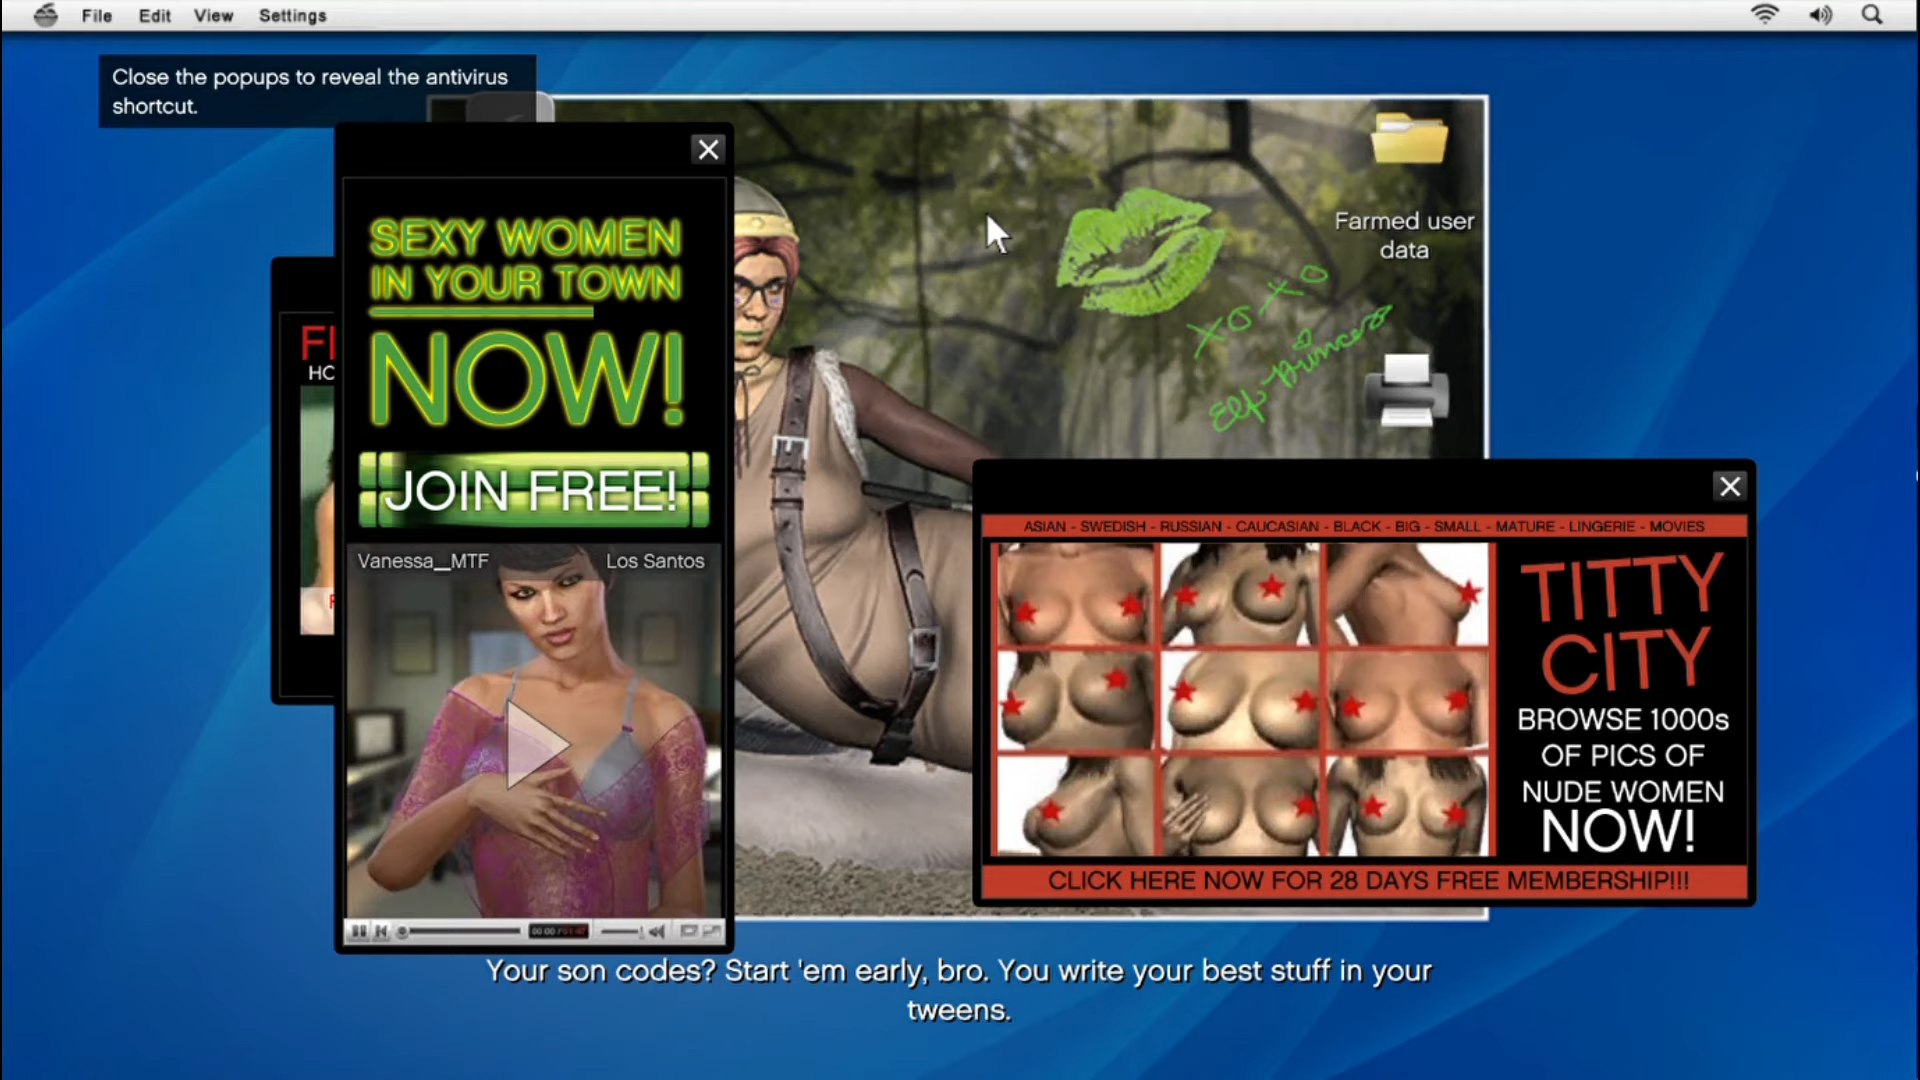 File Edit View Settings
Close the popups to reveal the antivirus
shortcut.
Farmed user
data
XOXO
Elf Princess
SEXY WOMEN
IN YOUR TOWN
NOW!
JOIN FREE!
Vanessa_MTF Los Santos
HO
ASIAN - SWEDISH - RUSSIAN - CAUCASIAN - BLACK - BIG - SMALL - MATURE - LINGERIE - MOVIES
TITTY
CITY
BROWSE 1000s
OF PICS OF
NUDE WOMEN
NOW!
CLICK HERE NOW FOR 28 DAYS FREE MEMBERSHIP!!!
Your son codes? Start 'em early, bro. You write your best stuff in your
tweens.